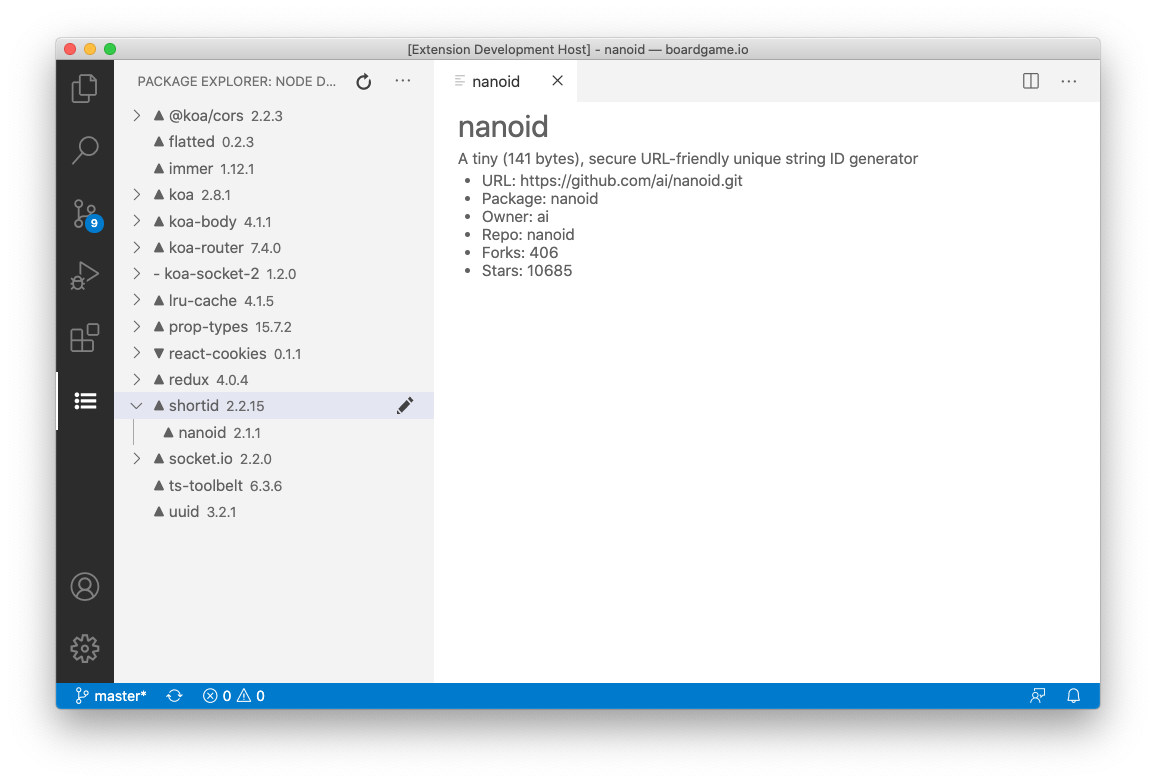 [Extension Development Host] - nanoid — boardgame.io
PACKAGE EXPLORER: NODE D...
@koa/cors 2.2.3
flatted 0.2.3
immer 1.12.1
koa 2.8.1
koa-body 4.1.1
koa-router 7.4.0
- koa-socket-2 1.2.0
lru-cache 4.1.5
prop-types 15.7.2
react-cookies 0.1.1
redux 4.0.4
shortid 2.2.15
nanoid 2.1.1
socket.io 2.2.0
ts-toolbelt 6.3.6
uuid 3.2.1
9
nanoid
nanoid
A tiny (141 bytes), secure URL-friendly unique string ID generator
• URL: https://github.com/ai/nanoid.git
• Package: nanoid
• Owner: ai
• Repo: nanoid
• Forks: 406
• Stars: 10685
master* 0 0